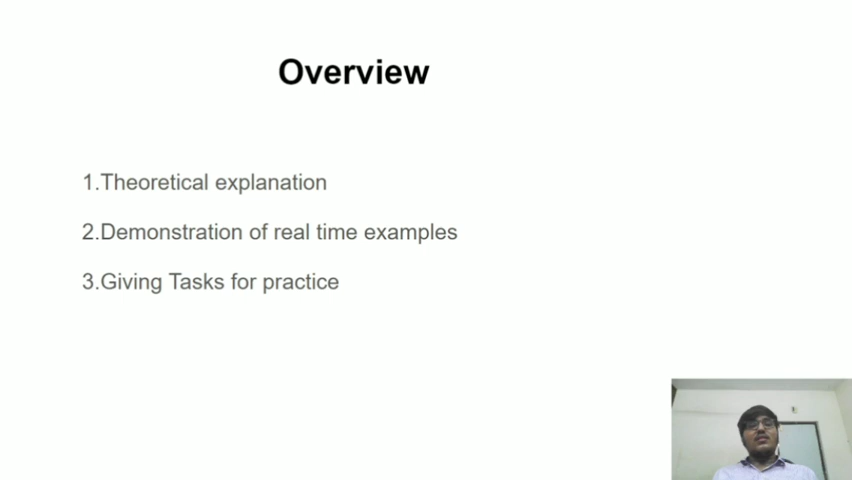 Overview
1.Theoretical explanation
2.Demonstration of real time examples
3.Giving Tasks for practice